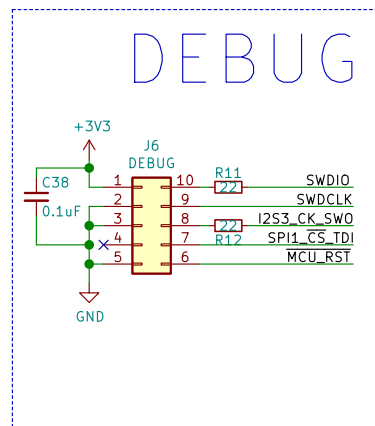 DEBUG
+3V3
J6
DEBUG
C38
0.1uF
1
2
3
4
5
10
9
8
7
6
R11
22
22
R12
SWDIO
SWDCLK
I2S3_CK_SWO
SPI1_CS_TDI
MCU_RST
GND